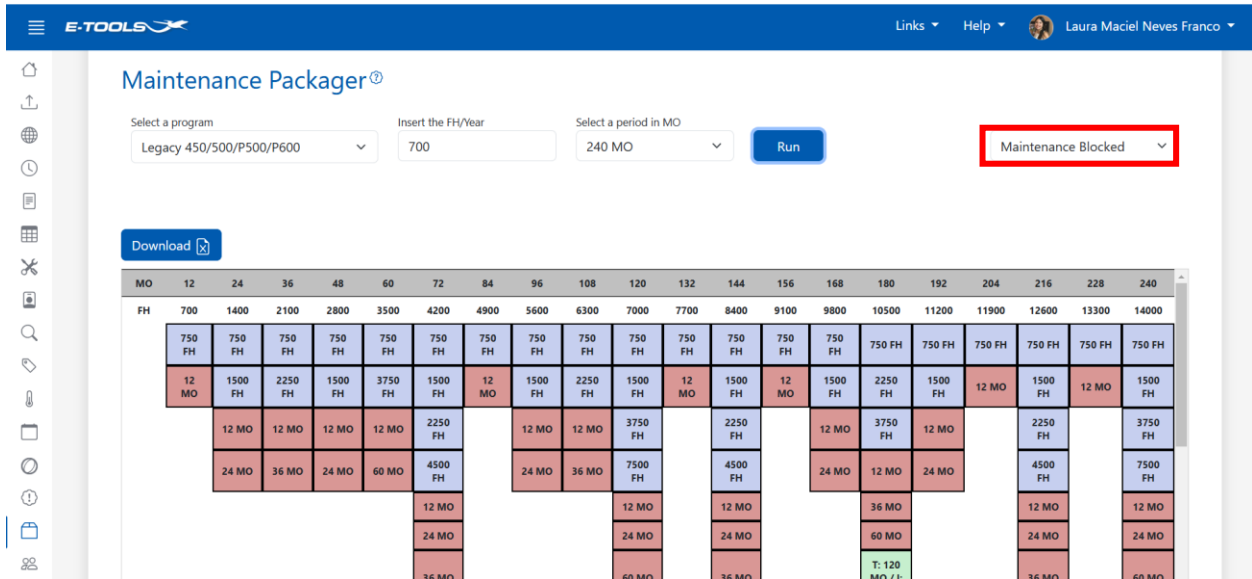 E-TOOLS Links Help Laura Maciel Neves Franco
Maintenance Packager
Select a program Insert the FH/Year Select a period in MO
Legacy 450/500/P500/P600 700 240 MO Run Maintenance Blocked
Download
MO 12 24 36 48 60 72 84 96 108 120 132 144 156 168 180 192 204 216 228 240
FH 700 1400 2100 2800 3500 4200 4900 5600 6300 7000 7700 8400 9100 9800 10500 11200 11900 12600 13300 14000
750 FH 750 FH 750 FH 750 FH 750 FH 750 FH 750 FH 750 FH 750 FH 750 FH 750 FH 750 FH 750 FH 750 FH 750 FH 750 FH 750 FH 750 FH 750 FH 750 FH
12 MO 1500 FH 2250 FH 1500 FH 3750 FH 1500 FH 12 MO 1500 FH 2250 FH 1500 FH 12 MO 1500 FH 12 MO 1500 FH 2250 FH 1500 FH 12 MO 1500 FH 12 MO 1500 FH
12 MO 12 MO 12 MO 12 MO 2250 FH 12 MO 12 MO 3750 FH 2250 FH 12 MO 3750 FH 12 MO 2250 FH 3750 FH
24 MO 36 MO 24 MO 60 MO 4500 FH 24 MO 36 MO 7500 FH 4500 FH 24 MO 12 MO 24 MO 4500 FH 7500 FH
12 MO 12 MO 12 MO 36 MO 12 MO 12 MO
24 MO 24 MO 24 MO 60 MO 24 MO 24 MO
36 MO 60 MO 36 MO T: 120 MO / I: 36 MO 60 MO